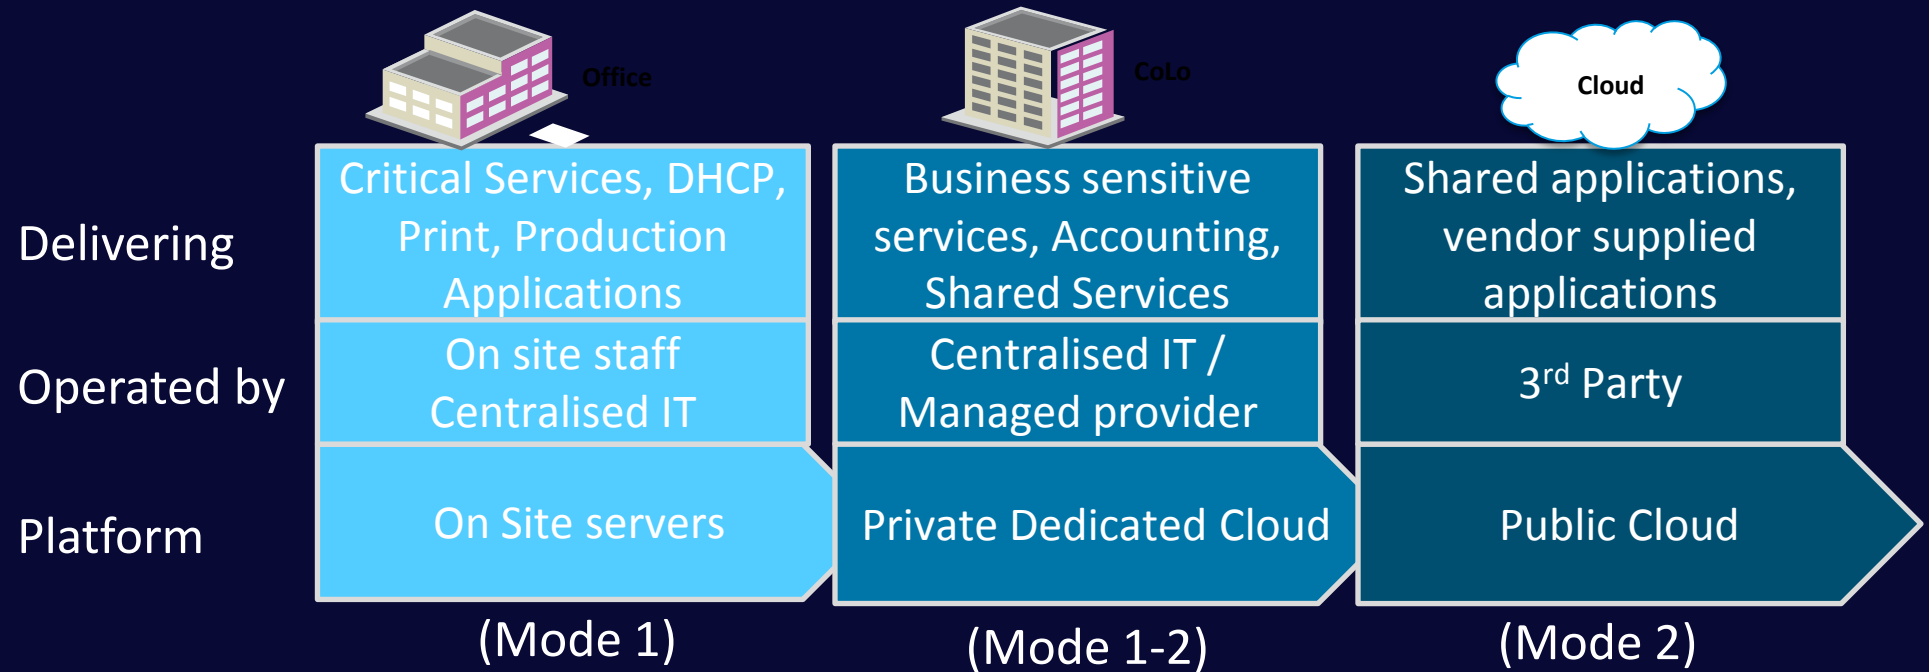 Office
CoLo
Cloud
Delivering
Critical Services, DHCP,
Print, Production
Applications
Business sensitive
services, Accounting,
Shared Services
Shared applications,
vendor supplied
applications
Operated by
On site staff
Centralised IT
Centralised IT /
Managed provider
3rd Party
Platform
On Site servers
Private Dedicated Cloud
Public Cloud
(Mode 1)
(Mode 1-2)
(Mode 2)